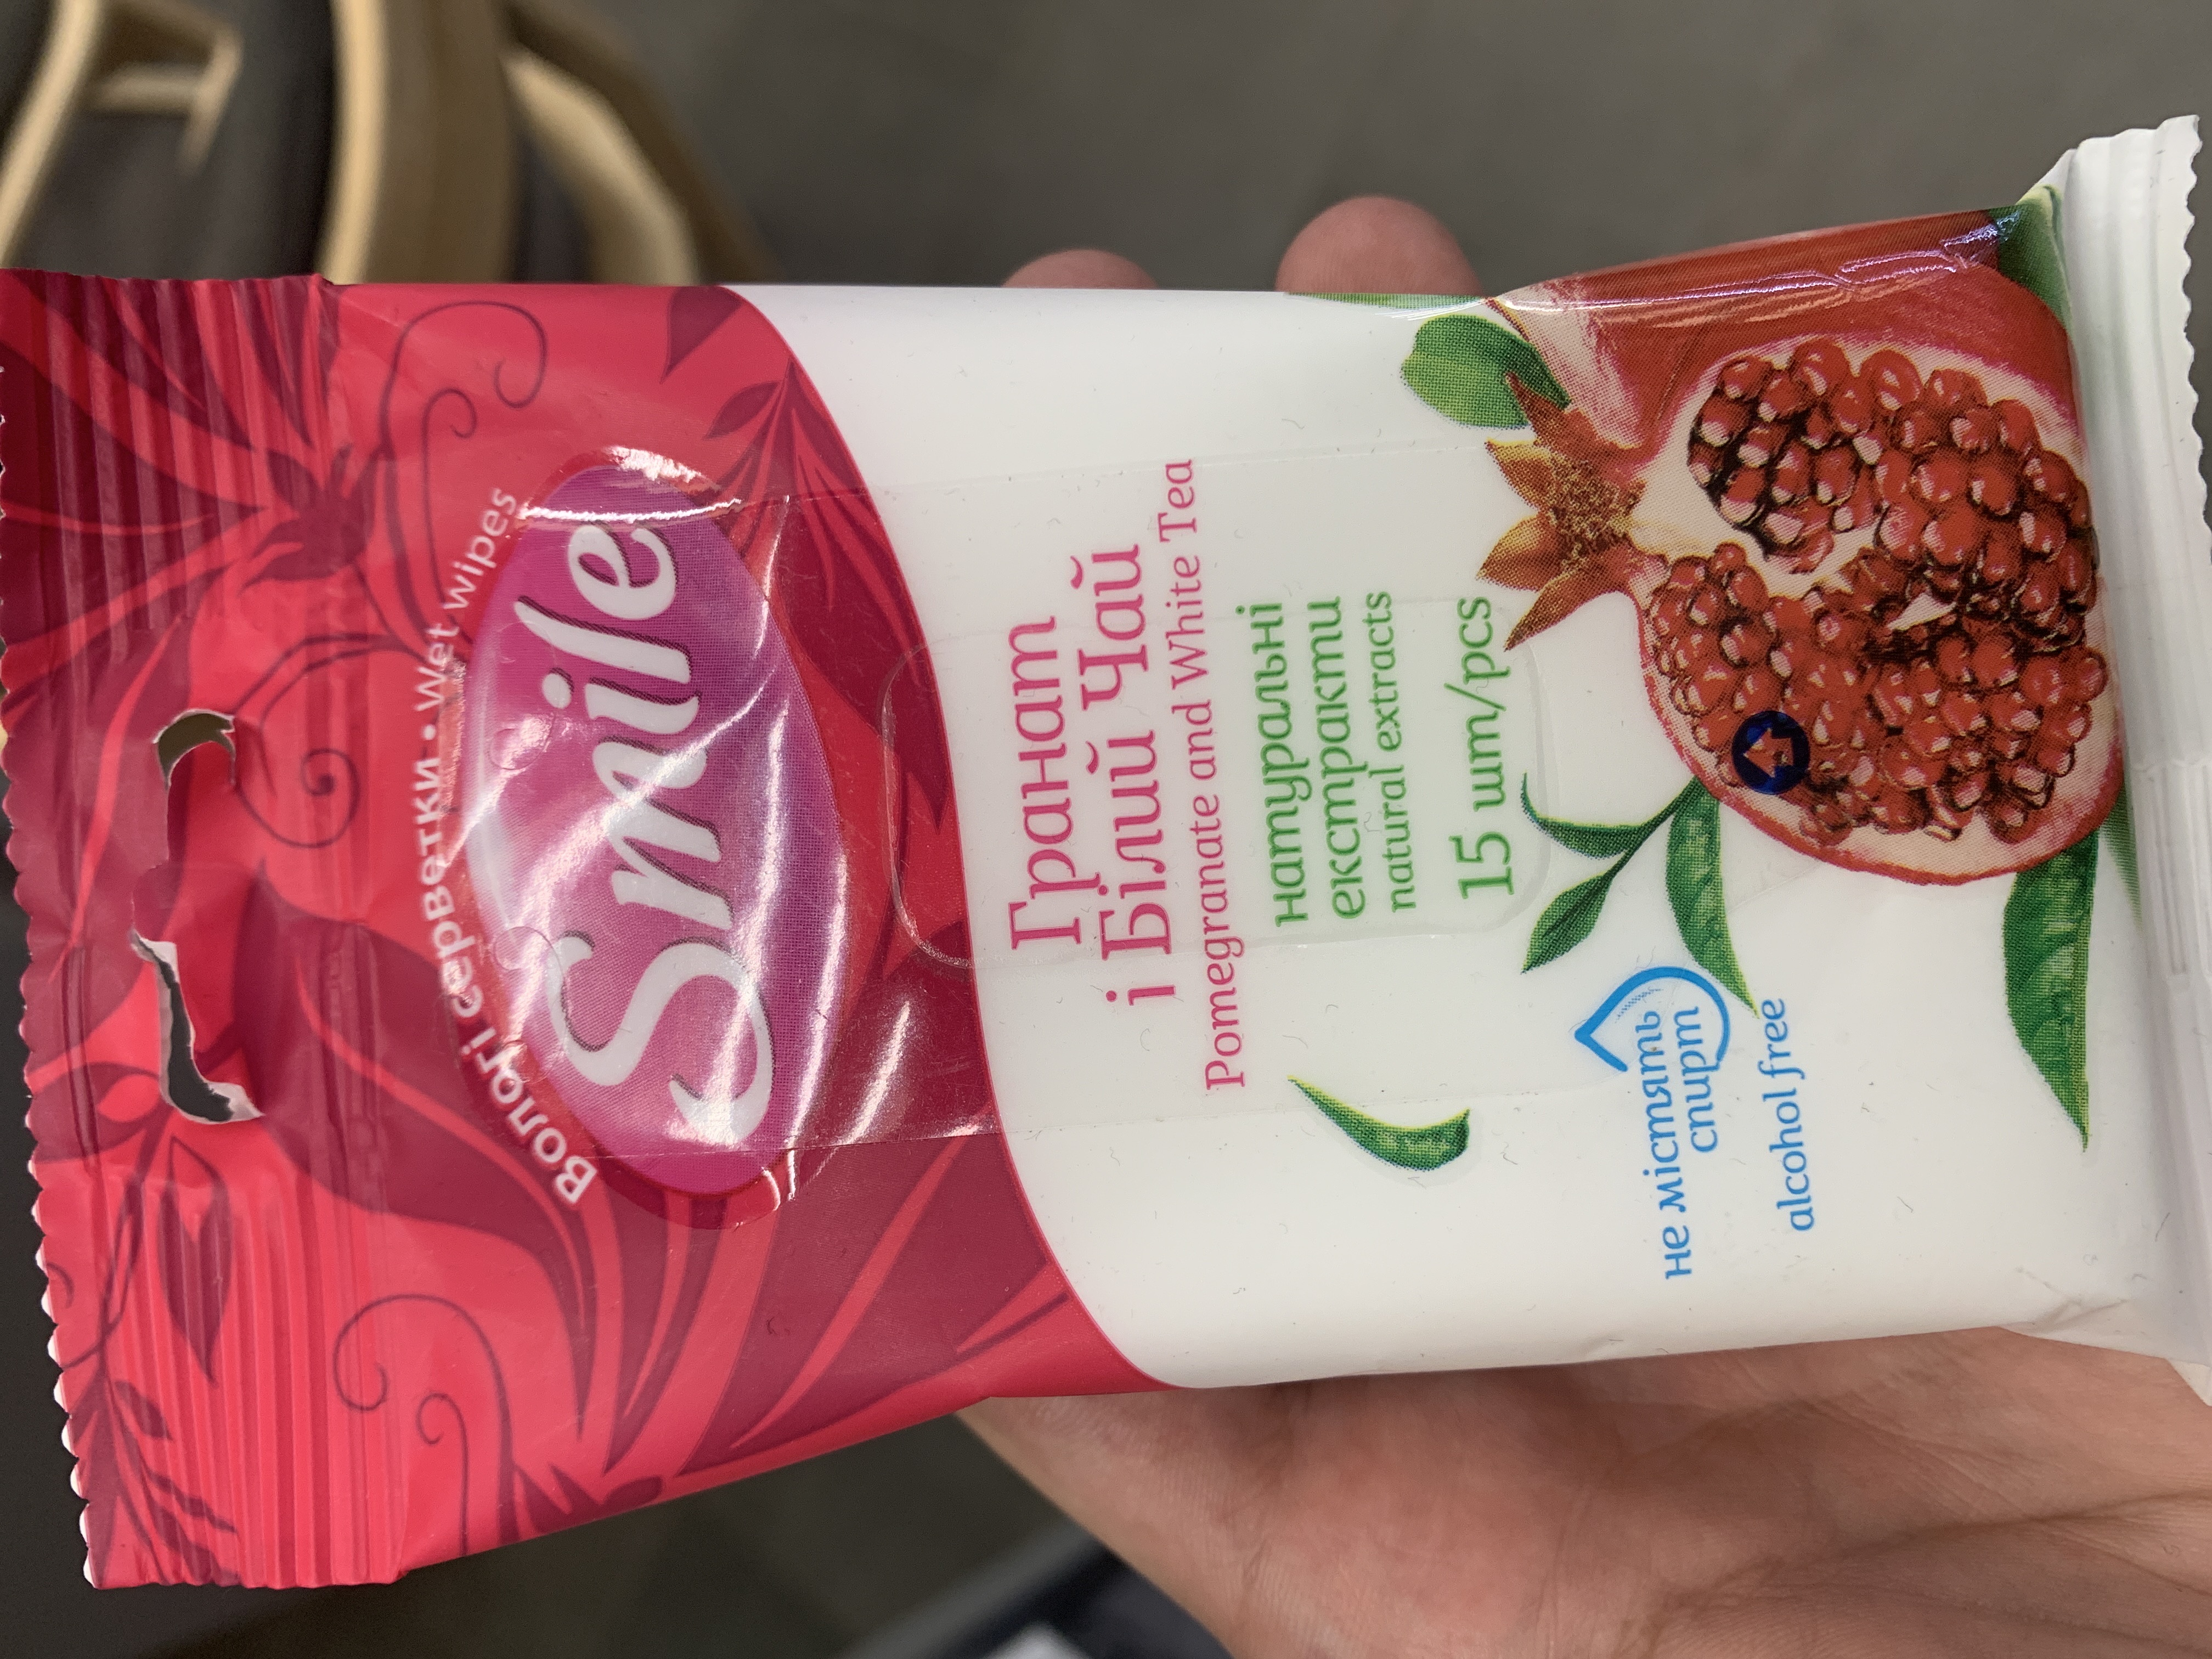 Вологі серветки • Wet wipes
Smile
Гранат
і Білий Чай
Pomegranate and White Tea
натуральні
екстракти
natural extracts
15 шт/pcs
не містять
спирт
alcohol free